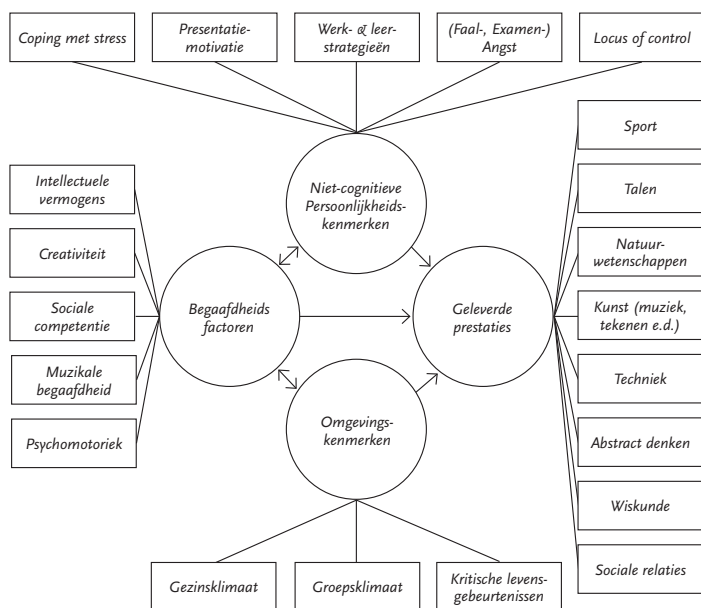 Coping met stress
Presentatie-
motivatie
Werk- & leer-
strategieën
(Faal-, Examen-)
Angst
Locus of control
Niet-cognitieve
Persoonlijkheids-
kenmerken
Intellectuele
vermogens
Creativiteit
Sociale
competentie
Muzikale
begaafdheid
Psychomotoriek
Begaafdheids
factoren
Geleverde
prestaties
Omgevings-
kenmerken
Sport
Talen
Natuur-
wetenschappen
Kunst (muziek,
tekenen e.d.)
Techniek
Abstract denken
Wiskunde
Sociale relaties
Gezinsklimaat
Groepsklimaat
Kritische levens-
gebeurtenissen